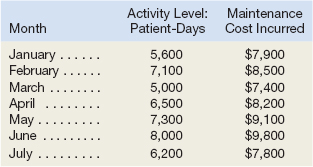 Activity Level: Maintenance
Month Patient-Days Cost Incurred
January . . . . . . 5,600 $7,900
February . . . . . . 7,100 $8,500
March . . . . . . . . 5,000 $7,400
April . . . . . . . . 6,500 $8,200
May . . . . . . . . . 7,300 $9,100
June . . . . . . . . . 8,000 $9,800
July . . . . . . . . . 6,200 $7,800